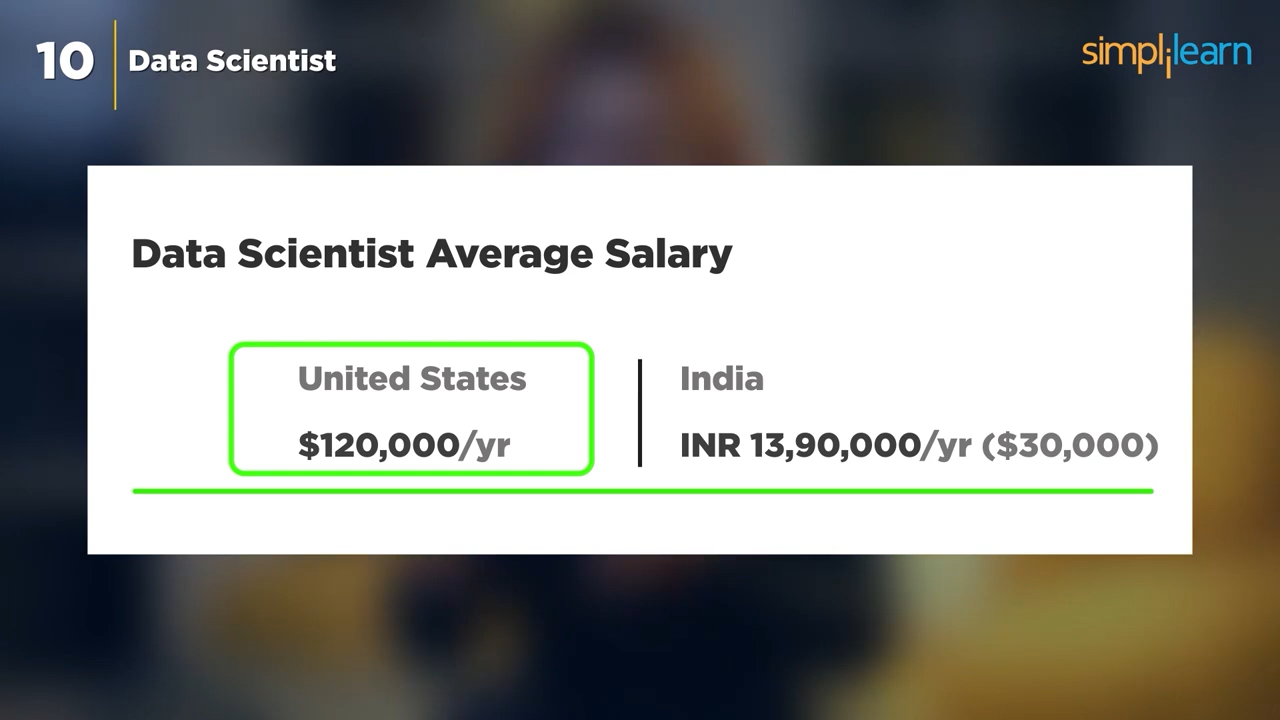 10
Data Scientist
simplilearn
Data Scientist Average Salary
United States
India
$120,000/yr
INR 13,90,000/yr ($30,000)